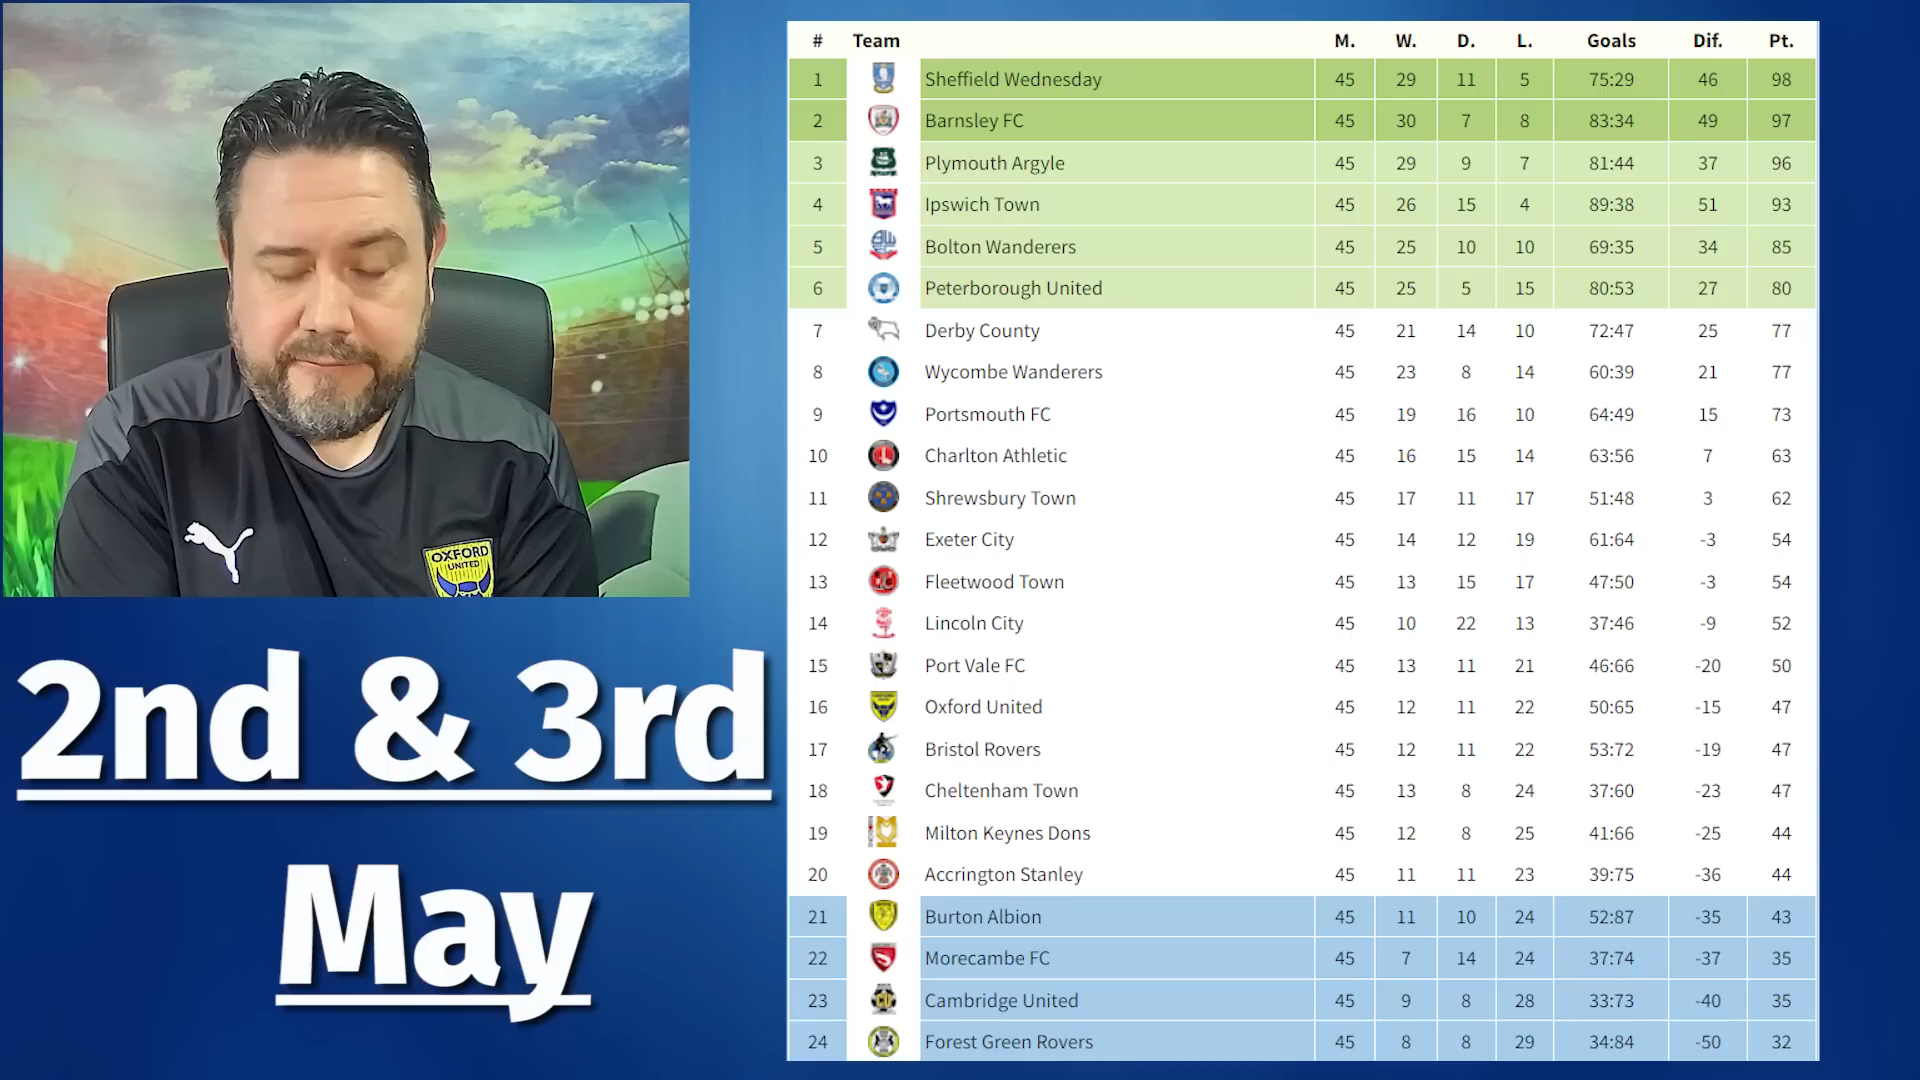 OXFORD
UNITED
2nd & 3rd
May
# Team M. W. D. L. Goals Dif. Pt.
1 Sheffield Wednesday 45 29 11 5 75:29 46 98
2 Barnsley FC 45 30 7 8 83:34 49 97
3 Plymouth Argyle 45 29 9 7 81:44 37 96
4 Ipswich Town 45 26 15 4 89:38 51 93
5 Bolton Wanderers 45 25 10 10 69:35 34 85
6 Peterborough United 45 25 5 15 80:53 27 80
7 Derby County 45 21 14 10 72:47 25 77
8 Wycombe Wanderers 45 23 8 14 60:39 21 77
9 Portsmouth FC 45 19 16 10 64:49 15 73
10 Charlton Athletic 45 16 15 14 63:56 7 63
11 Shrewsbury Town 45 17 11 17 51:48 3 62
12 Exeter City 45 14 12 19 61:64 -3 54
13 Fleetwood Town 45 13 15 17 47:50 -3 54
14 Lincoln City 45 10 22 13 37:46 -9 52
15 Port Vale FC 45 13 11 21 46:66 -20 50
16 Oxford United 45 12 11 22 50:65 -15 47
17 Bristol Rovers 45 12 11 22 53:72 -19 47
18 Cheltenham Town 45 13 8 24 37:60 -23 47
19 Milton Keynes Dons 45 12 8 25 41:66 -25 44
20 Accrington Stanley 45 11 11 23 39:75 -36 44
21 Burton Albion 45 11 10 24 52:87 -35 43
22 Morecambe FC 45 7 14 24 37:74 -37 35
23 Cambridge United 45 9 8 28 33:73 -40 35
24 Forest Green Rovers 45 8 8 29 34:84 -50 32